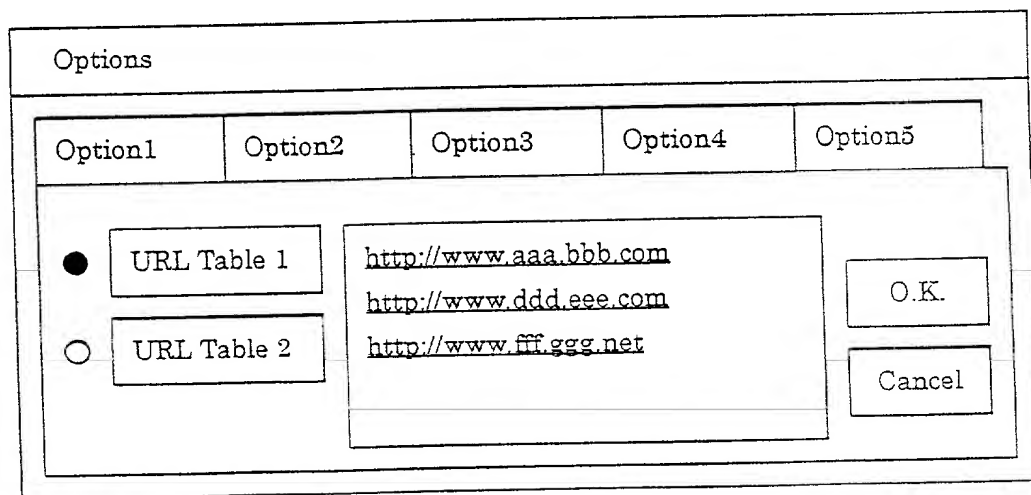 Options
Option1 Option2 Option3 Option4 Option5
URL Table 1
URL Table 2
http://www.aaa.bbb.com
http://www.ddd.eee.com
http://www.fff.ggg.net
O.K.
Cancel